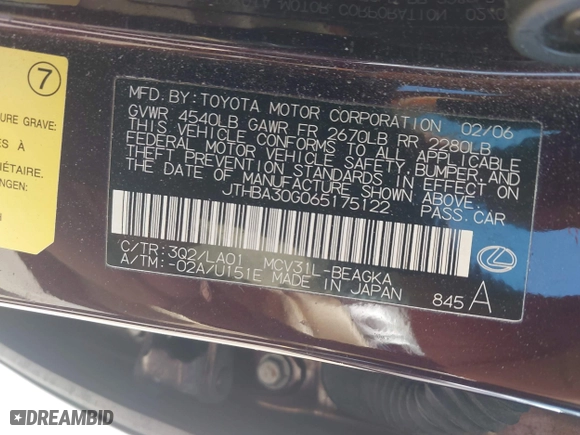 7
URE GRAVE:
S À
IÉTAIRE.
NGEN:
MFD. BY: TOYOTA MOTOR CORPORATION 02/06
GVWR 4540LB GAWR FR 2670LB RR 2280LB
THIS VEHICLE CONFORMS TO ALL APPLICABLE
FEDERAL MOTOR VEHICLE SAFETY, BUMPER, AND
THEFT PREVENTION STANDARDS IN EFFECT ON
THE DATE OF MANUFACTURE SHOWN ABOVE.
JTHBA30G065175122 PASS. CAR
C/TR: 3Q2/LA01 MCV31L-BEAGKA
A/TM: -02A/U151E MADE IN JAPAN
845 A
DREAMBID